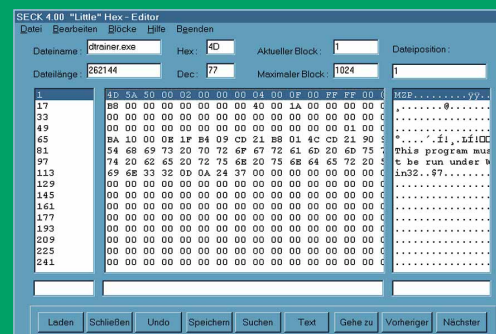 SECK 4.00 "Little" Hex - Editor
Datei Bearbeiten Blöcke Hilfe Beenden
Dateiname: dtrainer.exe Hex: 4D Aktueller Block: 1 Dateiposition:
Dateilänge: 262144 Dec: 77 Maximaler Block: 1024 1
1 4D 5A 50 00 02 00 00 00 04 00 0F 00 FF FF 00 MZP.........ÿÿ..
17 B8 00 00 00 00 00 00 00 40 00 1A 00 00 00 00 ¸.......@.......
33 00 00 00 00 00 00 00 00 00 00 00 00 00 00 00 ................
49 00 00 00 00 00 00 00 00 00 00 00 00 00 01 00 ................
65 BA 10 00 0E 1F B4 09 CD 21 B8 01 4C CD 21 90
81 54 68 69 73 20 70 72 6F 67 72 61 6D 20 6D 75 This program mus
97 74 20 62 65 20 72 75 6E 20 75 6E 64 65 72 20 t be run under W
113 69 6E 33 32 0D 0A 24 37 00 00 00 00 00 00 00 in32..$7........
129 00 00 00 00 00 00 00 00 00 00 00 00 00 00 00 ................
145 00 00 00 00 00 00 00 00 00 00 00 00 00 00 00 ................
161 00 00 00 00 00 00 00 00 00 00 00 00 00 00 00 ................
177 00 00 00 00 00 00 00 00 00 00 00 00 00 00 00 ................
193 00 00 00 00 00 00 00 00 00 00 00 00 00 00 00 ................
209 00 00 00 00 00 00 00 00 00 00 00 00 00 00 00 ................
225 00 00 00 00 00 00 00 00 00 00 00 00 00 00 00 ................
241 00 00 00 00 00 00 00 00 00 00 00 00 00 00 00 ................
Laden Schließen Undo Speichern Suchen Text Gehe zu Vorheriger Nächster